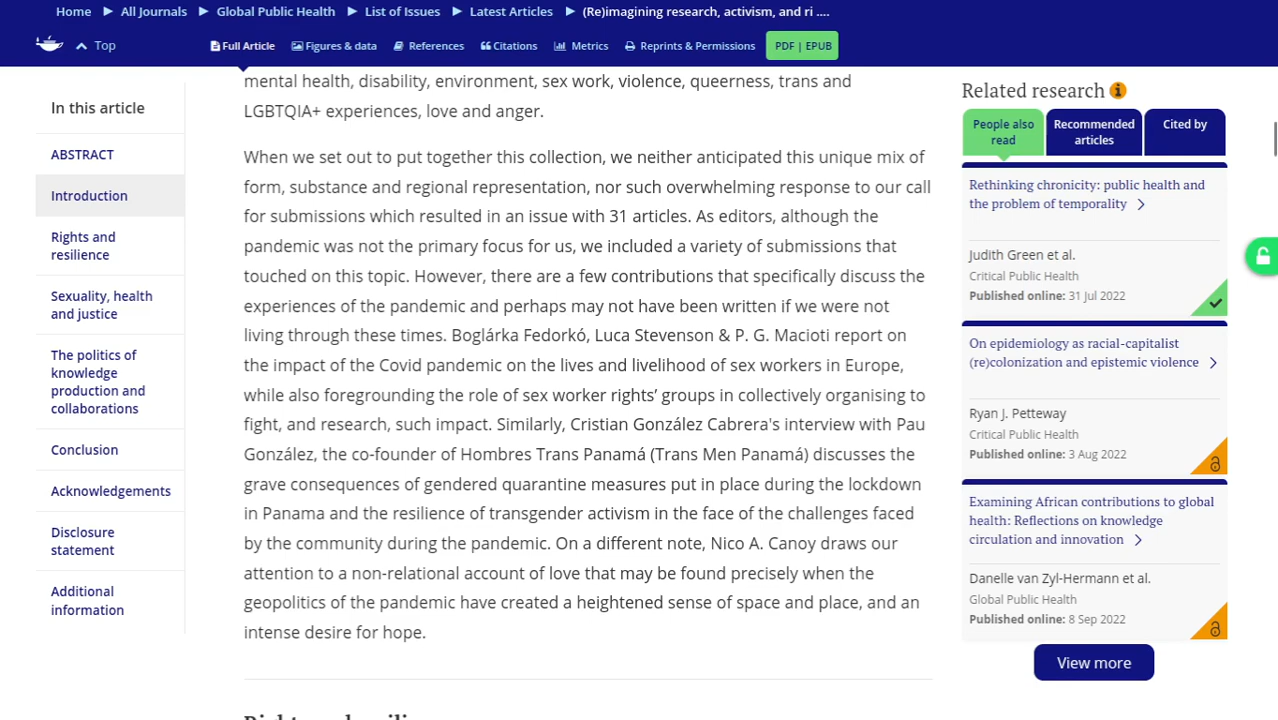 Home
All Journals
Global Public Health
List of Issues
Latest Articles
(Re)imagining research, activism, and ri ....
Top
Full Article
Figures & data
References
Citations
Metrics
Reprints & Permissions
PDF | EPUB
In this article
ABSTRACT
Introduction
Rights and
resilience
Sexuality, health
and justice
The politics of
knowledge
production and
collaborations
Conclusion
Acknowledgements
Disclosure
statement
Additional
information
mental health, disability, environment, sex work, violence, queerness, trans and
LGBTQIA+ experiences, love and anger.
When we set out to put together this collection, we neither anticipated this unique mix of
form, substance and regional representation, nor such overwhelming response to our call
for submissions which resulted in an issue with 31 articles. As editors, although the
pandemic was not the primary focus for us, we included a variety of submissions that
touched on this topic. However, there are a few contributions that specifically discuss the
experiences of the pandemic and perhaps may not have been written if we were not
living through these times. Boglárka Fedorkó, Luca Stevenson & P. G. Macioti report on
the impact of the Covid pandemic on the lives and livelihood of sex workers in Europe,
while also foregrounding the role of sex worker rights’ groups in collectively organising to
fight, and research, such impact. Similarly, Cristian González Cabrera's interview with Pau
González, the co-founder of Hombres Trans Panamá (Trans Men Panamá) discusses the
grave consequences of gendered quarantine measures put in place during the lockdown
in Panama and the resilience of transgender activism in the face of the challenges faced
by the community during the pandemic. On a different note, Nico A. Canoy draws our
attention to a non-relational account of love that may be found precisely when the
geopolitics of the pandemic have created a heightened sense of space and place, and an
intense desire for hope.
Related research
People also
read
Recommended
articles
Cited by
Rethinking chronicity: public health and
the problem of temporality
Judith Green et al.
Critical Public Health
Published online: 31 Jul 2022
On epidemiology as racial-capitalist
(re)colonization and epistemic violence
Ryan J. Petteway
Critical Public Health
Published online: 3 Aug 2022
Examining African contributions to global
health: Reflections on knowledge
circulation and innovation
Danelle van Zyl-Hermann et al.
Global Public Health
Published online: 8 Sep 2022
View more